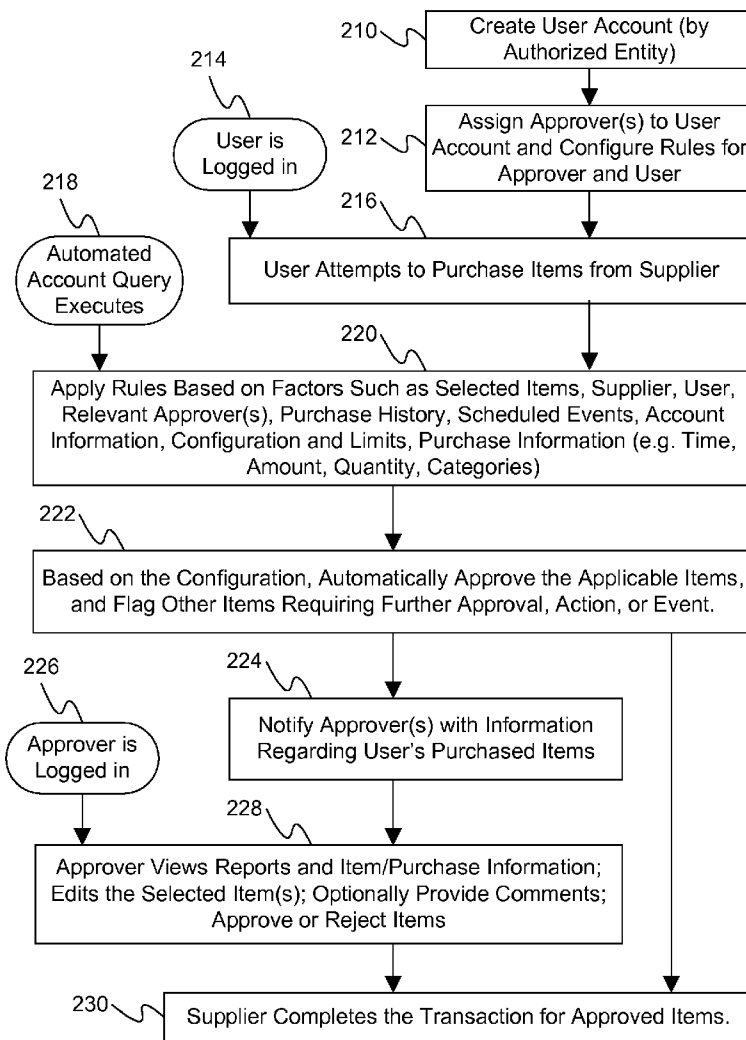 210
Create User Account (by
Authorized Entity)
214
User is
Logged in
212
Assign Approver(s) to User
Account and Configure Rules for
Approver and User
218
Automated
Account Query
Executes
216
User Attempts to Purchase Items from Supplier
220
Apply Rules Based on Factors Such as Selected Items, Supplier, User,
Relevant Approver(s), Purchase History, Scheduled Events, Account
Information, Configuration and Limits, Purchase Information (e.g. Time,
Amount, Quantity, Categories)
222
Based on the Configuration, Automatically Approve the Applicable Items,
and Flag Other Items Requiring Further Approval, Action, or Event.
224
Notify Approver(s) with Information
Regarding User's Purchased Items
226
Approver is
Logged in
228
Approver Views Reports and Item/Purchase Information;
Edits the Selected Item(s); Optionally Provide Comments;
Approve or Reject Items
230
Supplier Completes the Transaction for Approved Items.